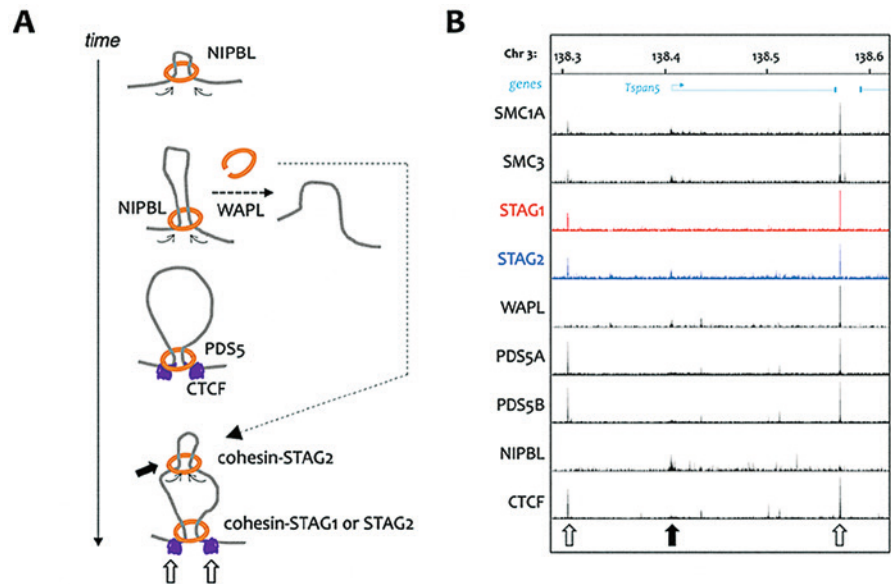 A
time
NIPBL
NIPBL
WAPL
PDS5
CTCF
cohesin-STAG2
cohesin-STAG1 or STAG2
B
Chr 3:
138.3 138.4 138.5 138.6
genes
Tspan5
SMC1A
SMC3
STAG1
STAG2
WAPL
PDS5A
PDS5B
NIPBL
CTCF